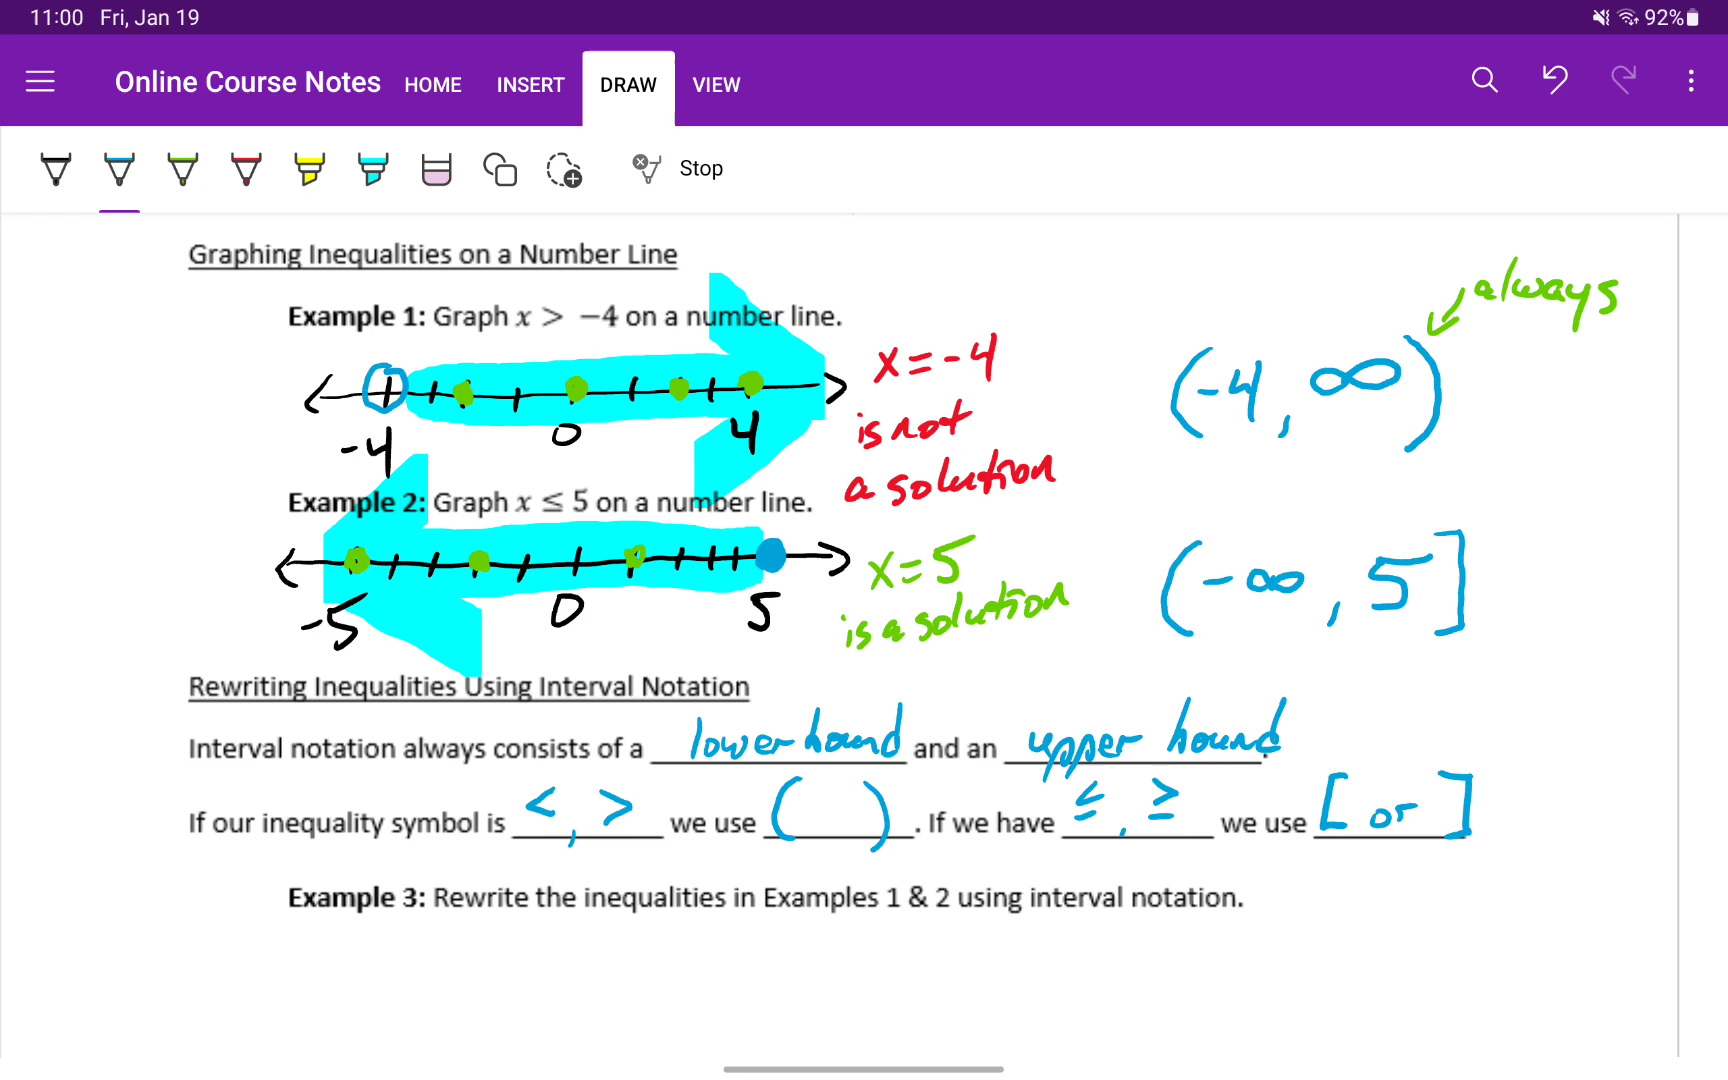 11:00 Fri, Jan 19 92%
Online Course Notes HOME INSERT DRAW VIEW
Stop
Graphing Inequalities on a Number Line
always
Example 1: Graph x > −4 on a number line.
x = -4
is not
a solution
(-4, ∞)
-4 0 4
Example 2: Graph x ≤ 5 on a number line.
x = 5
is a solution
(-∞, 5]
-5 0 5
Rewriting Inequalities Using Interval Notation
Interval notation always consists of a lower bound and an upper bound.
If our inequality symbol is <, > we use ( ). If we have ≤, ≥ we use [ or ]
Example 3: Rewrite the inequalities in Examples 1 & 2 using interval notation.